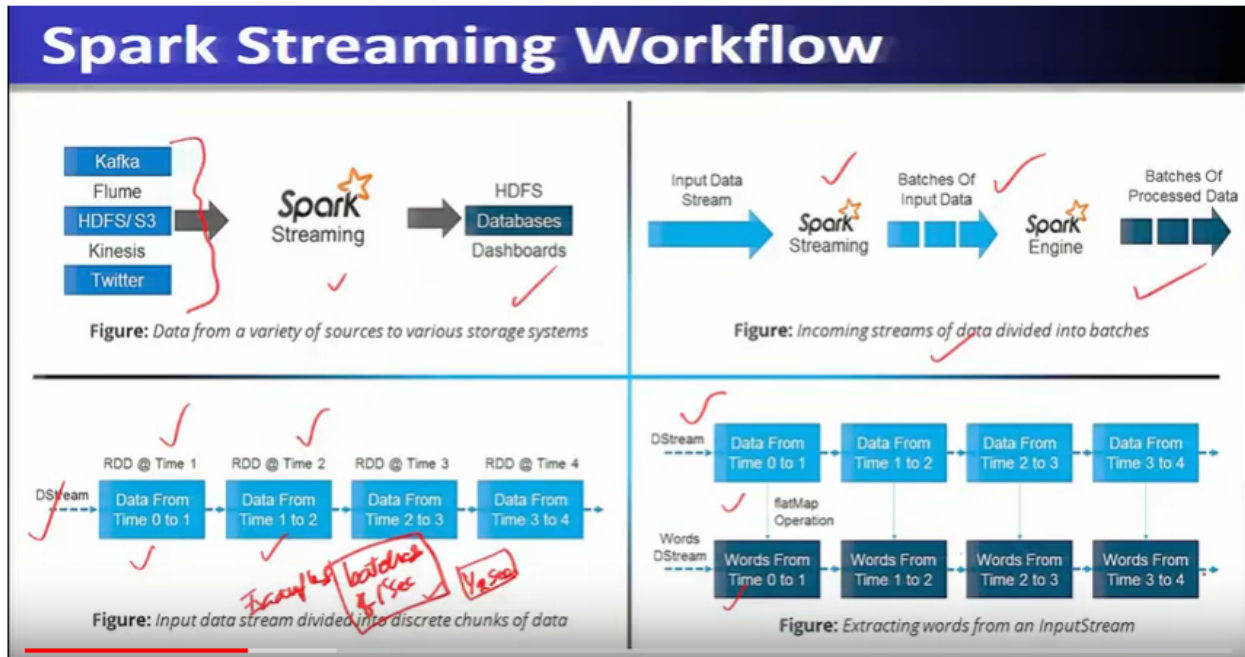 Spark Streaming Workflow
Kafka
Flume
HDFS/ S3
Kinesis
Twitter
Spark
Streaming
HDFS
Databases
Dashboards
Figure: Data from a variety of sources to various storage systems
Input Data
Stream
Spark
Streaming
Batches Of
Input Data
Spark
Engine
Batches Of
Processed Data
Figure: Incoming streams of data divided into batches
RDD @ Time 1
RDD @ Time 2
RDD @ Time 3
RDD @ Time 4
DStream
Data From
Time 0 to 1
Data From
Time 1 to 2
Data From
Time 2 to 3
Data From
Time 3 to 4
batches
of 1sec
½ sec
Figure: Input data stream divided into discrete chunks of data
DStream
Data From
Time 0 to 1
Data From
Time 1 to 2
Data From
Time 2 to 3
Data From
Time 3 to 4
flatMap
Operation
Words
DStream
Words From
Time 0 to 1
Words From
Time 1 to 2
Words From
Time 2 to 3
Words From
Time 3 to 4
Figure: Extracting words from an InputStream